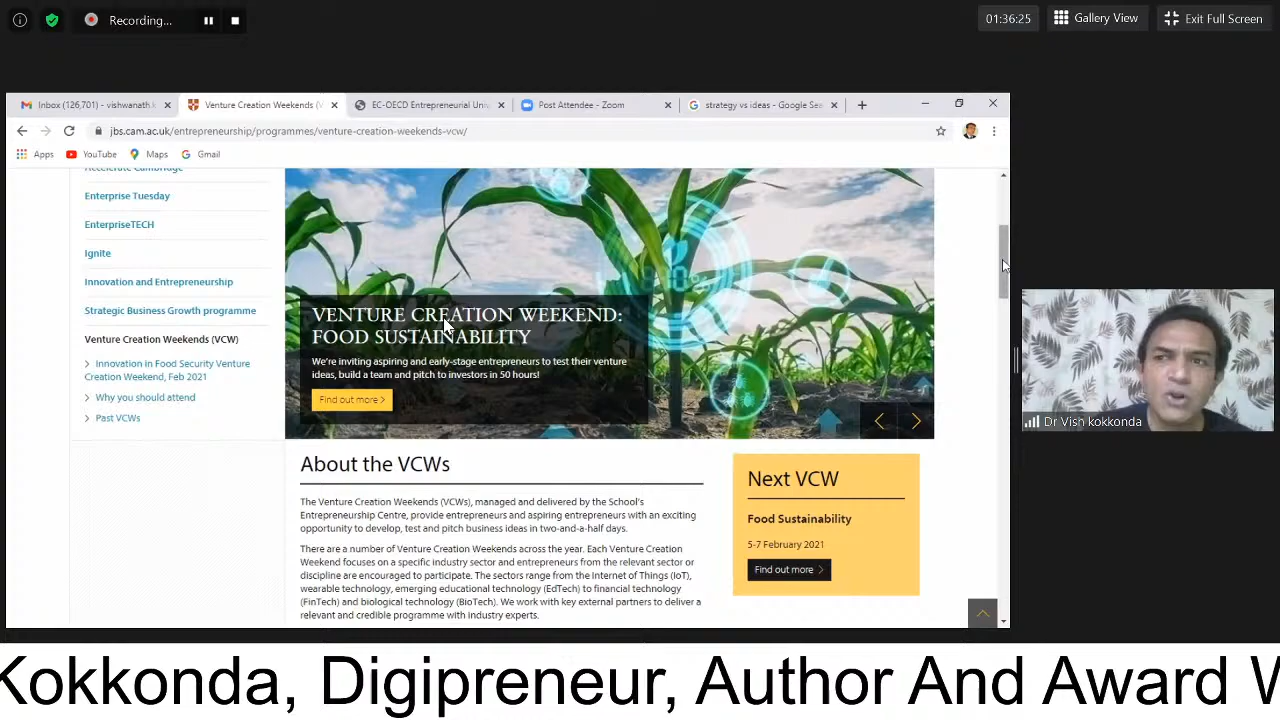 Recording...
01:36:25
Gallery View
Exit Full Screen
Inbox (126,701) - vishwanath.k
Venture Creation Weekends (V
EC-OECD Entrepreneurial Univ
Post Attendee - Zoom
strategy vs ideas - Google Sea
jbs.cam.ac.uk/entrepreneurship/programmes/venture-creation-weekends-vcw/
Apps
YouTube
Maps
Gmail
Accelerate Cambridge
Enterprise Tuesday
EnterpriseTECH
Ignite
Innovation and Entrepreneurship
Strategic Business Growth programme
Venture Creation Weekends (VCW)
Innovation in Food Security Venture
Creation Weekend, Feb 2021
Why you should attend
Past VCWs
VENTURE CREATION WEEKEND:
FOOD SUSTAINABILITY
We're inviting aspiring and early-stage entrepreneurs to test their venture
ideas, build a team and pitch to investors in 50 hours!
Find out more
About the VCWs
The Venture Creation Weekends (VCWs), managed and delivered by the School's
Entrepreneurship Centre, provide entrepreneurs and aspiring entrepreneurs with an exciting
opportunity to develop, test and pitch business ideas in two-and-a-half days.
There are a number of Venture Creation Weekends across the year. Each Venture Creation
Weekend focuses on a specific industry sector and entrepreneurs from the relevant sector or
discipline are encouraged to participate. The sectors range from the Internet of Things (IoT),
wearable technology, emerging educational technology (EdTech) to financial technology
(FinTech) and biological technology (BioTech). We work with key external partners to deliver a
relevant and credible programme with industry experts.
Next VCW
Food Sustainability
5-7 February 2021
Find out more
Dr Vish kokkonda
Kokkonda, Digipreneur, Author And Award W